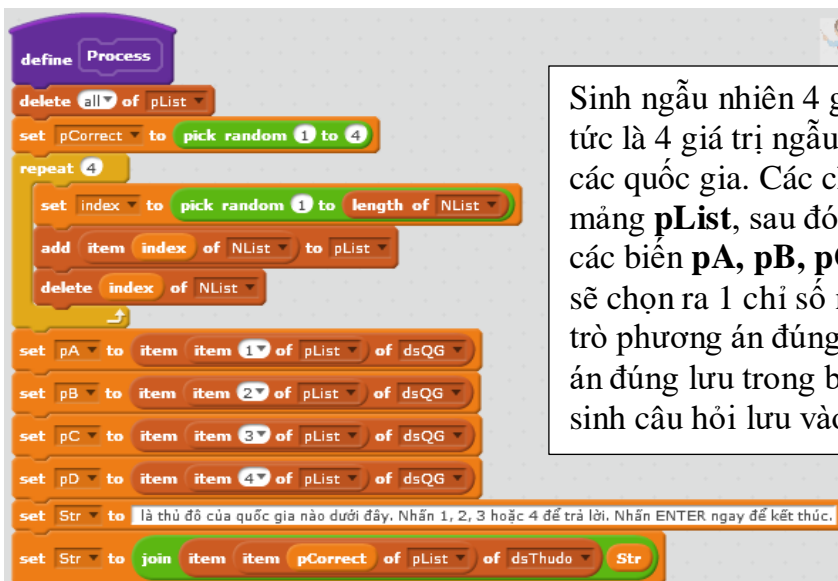 define Process
delete all of pList
set pCorrect to pick random 1 to 4
repeat 4
set index to pick random 1 to length of NList
add item index of NList to pList
delete index of NList
set pA to item item 1 of pList of dsQG
set pB to item item 2 of pList of dsQG
set pC to item item 3 of pList of dsQG
set pD to item item 4 of pList of dsQG
set Str to là thủ đô của quốc gia nào dưới đây. Nhấn 1, 2, 3 hoặc 4 để trả lời. Nhấn ENTER ngay để kết thúc.
set Str to join item item pCorrect of pList of dsThudo Str
Sinh ngẫu nhiên 4
tức là 4 giá trị ngẫu
các quốc gia. Các
mảng pList, sau đó
các biến pA, pB,
sẽ chọn ra 1 chỉ số
trò phương án đúng
án đúng lưu trong
sinh câu hỏi lưu